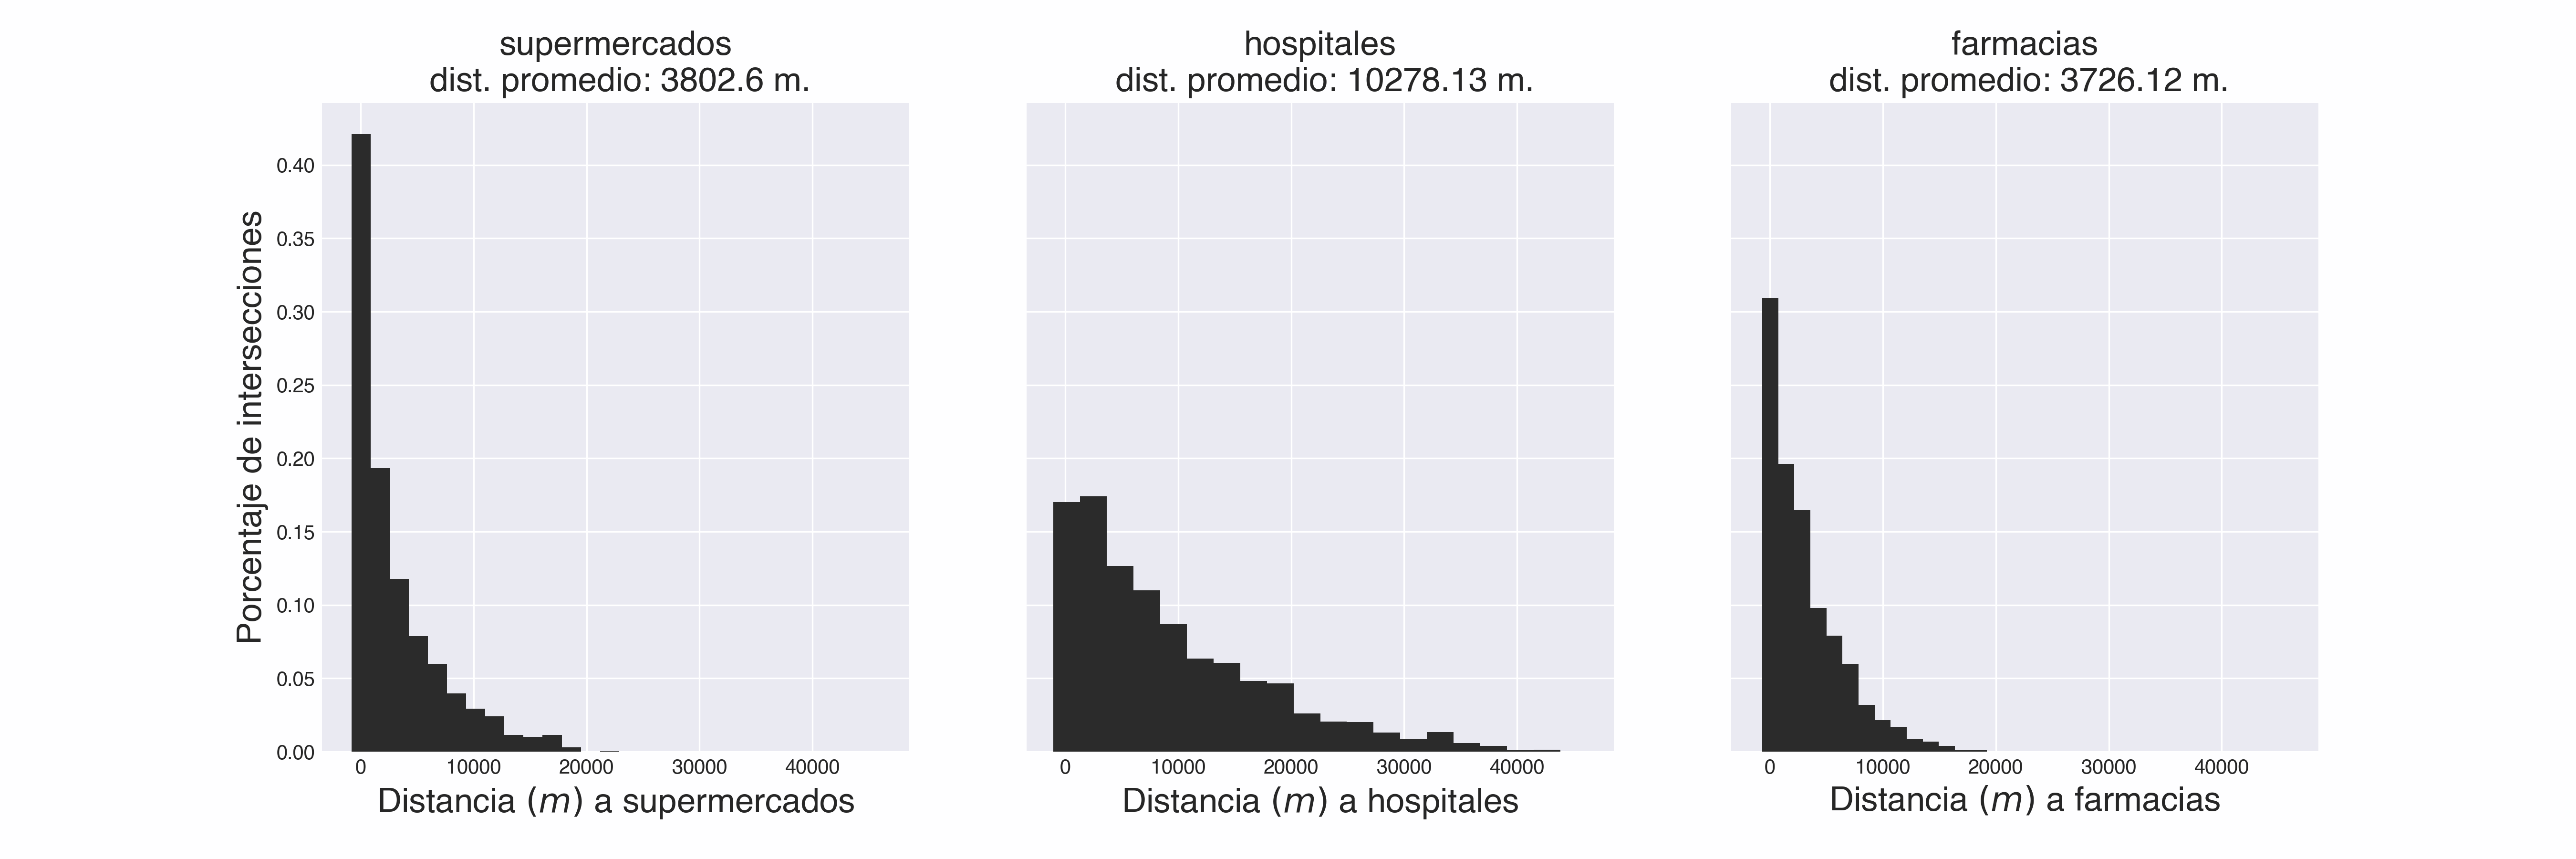 supermercados
dist. promedio: 3802.6 m.
Porcentaje de intersecciones
0.40
0.35
0.30
0.25
0.20
0.15
0.10
0.05
0.00
0 10000 20000 30000 40000
Distancia (m) a supermercados
hospitales
dist. promedio: 10278.13 m.
0 10000 20000 30000 40000
Distancia (m) a hospitales
farmacias
dist. promedio: 3726.12 m.
0 10000 20000 30000 40000
Distancia (m) a farmacias